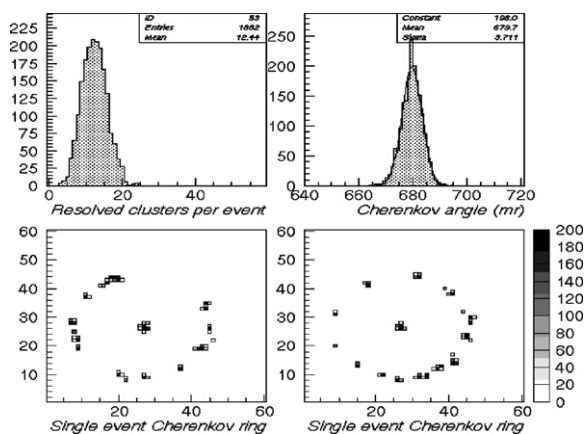 ID 53
Entries 1662
Mean 12.44
Constant 198.0
Mean 679.7
Sigma 3.711
225
200
175
150
125
100
75
50
25
0
0 20 40
Resolved clusters per event
250
200
150
100
50
0
640 660 680 700 720
Cherenkov angle (mr)
60
50
40
30
20
10
20 40 60
Single event Cherenkov ring
60
50
40
30
20
10
20 40 60
Single event Cherenkov ring
200
180
160
140
120
100
80
60
40
20
0